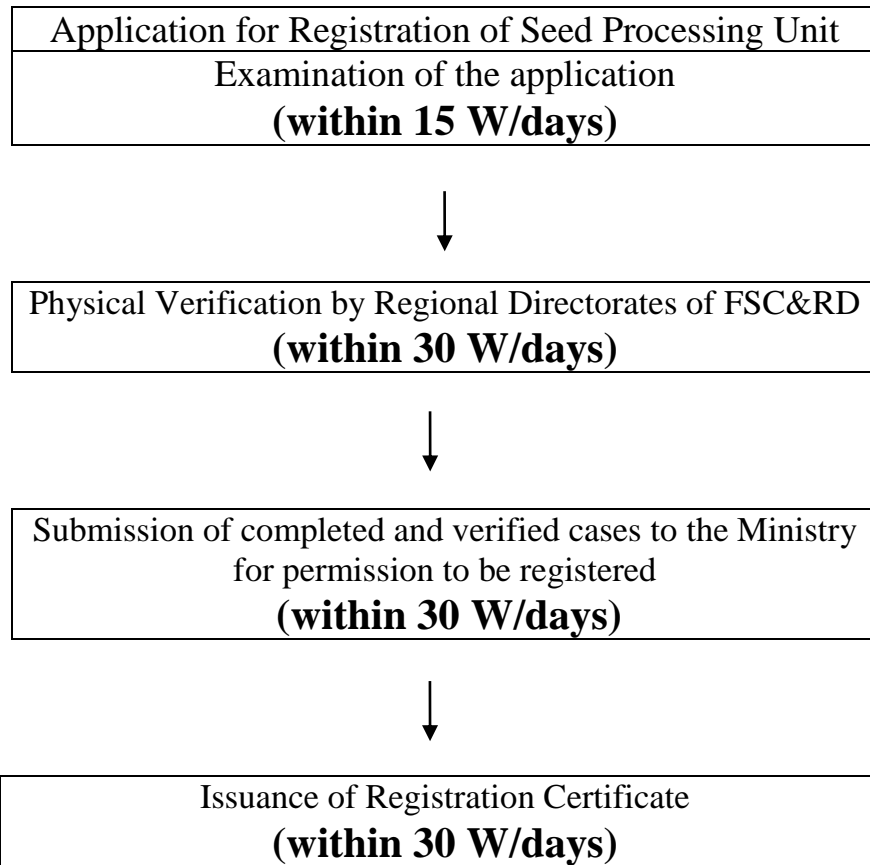 Application for Registration of Seed Processing Unit
Examination of the application
(within 15 W/days)
Physical Verification by Regional Directorates of FSC&RD
(within 30 W/days)
Submission of completed and verified cases to the Ministry
for permission to be registered
(within 30 W/days)
Issuance of Registration Certificate
(within 30 W/days)